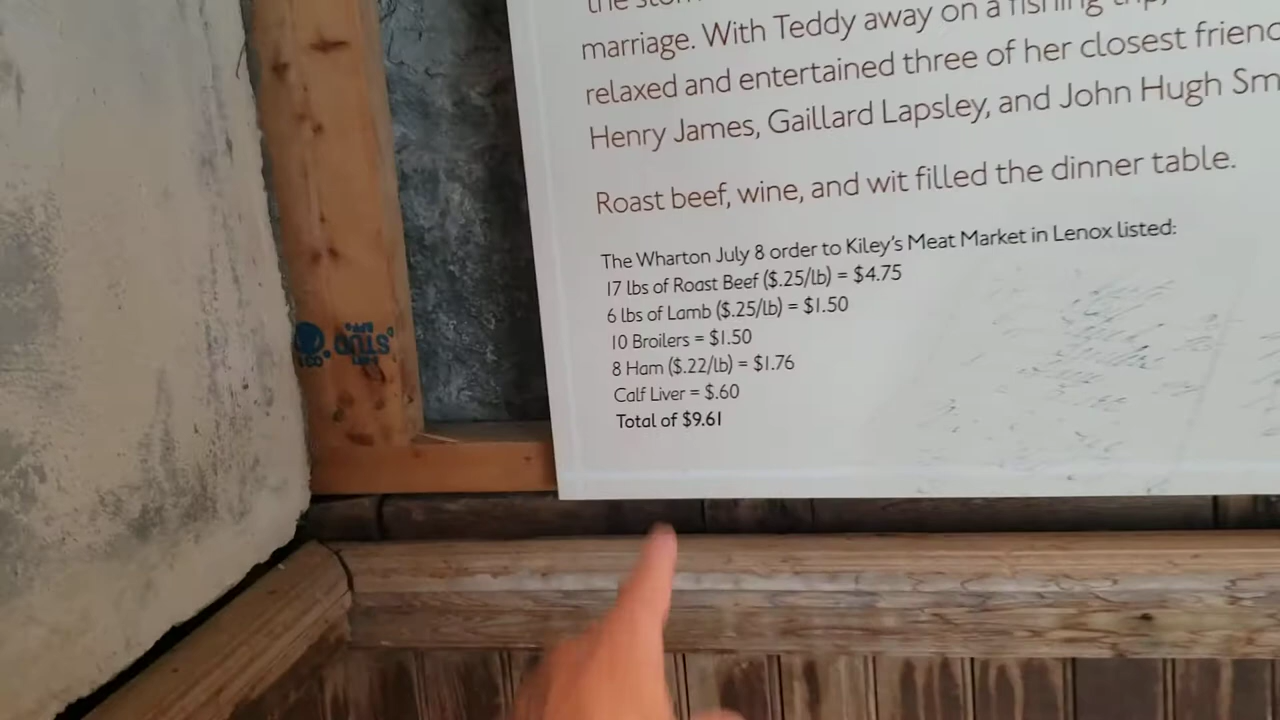 the
marriage. With Teddy away on a fishing trip,
relaxed and entertained three of her closest
Henry James, Gaillard Lapsley, and John Hugh
Roast beef, wine, and wit filled the dinner table.
The Wharton July 8 order to Kiley's Meat Market in Lenox listed:
17 lbs of Roast Beef ($.25/lb) = $4.75
6 lbs of Lamb ($.25/lb) = $1.50
10 Broilers = $1.50
8 Ham ($.22/lb) = $1.76
Calf Liver = $.60
Total of $9.61
STUD